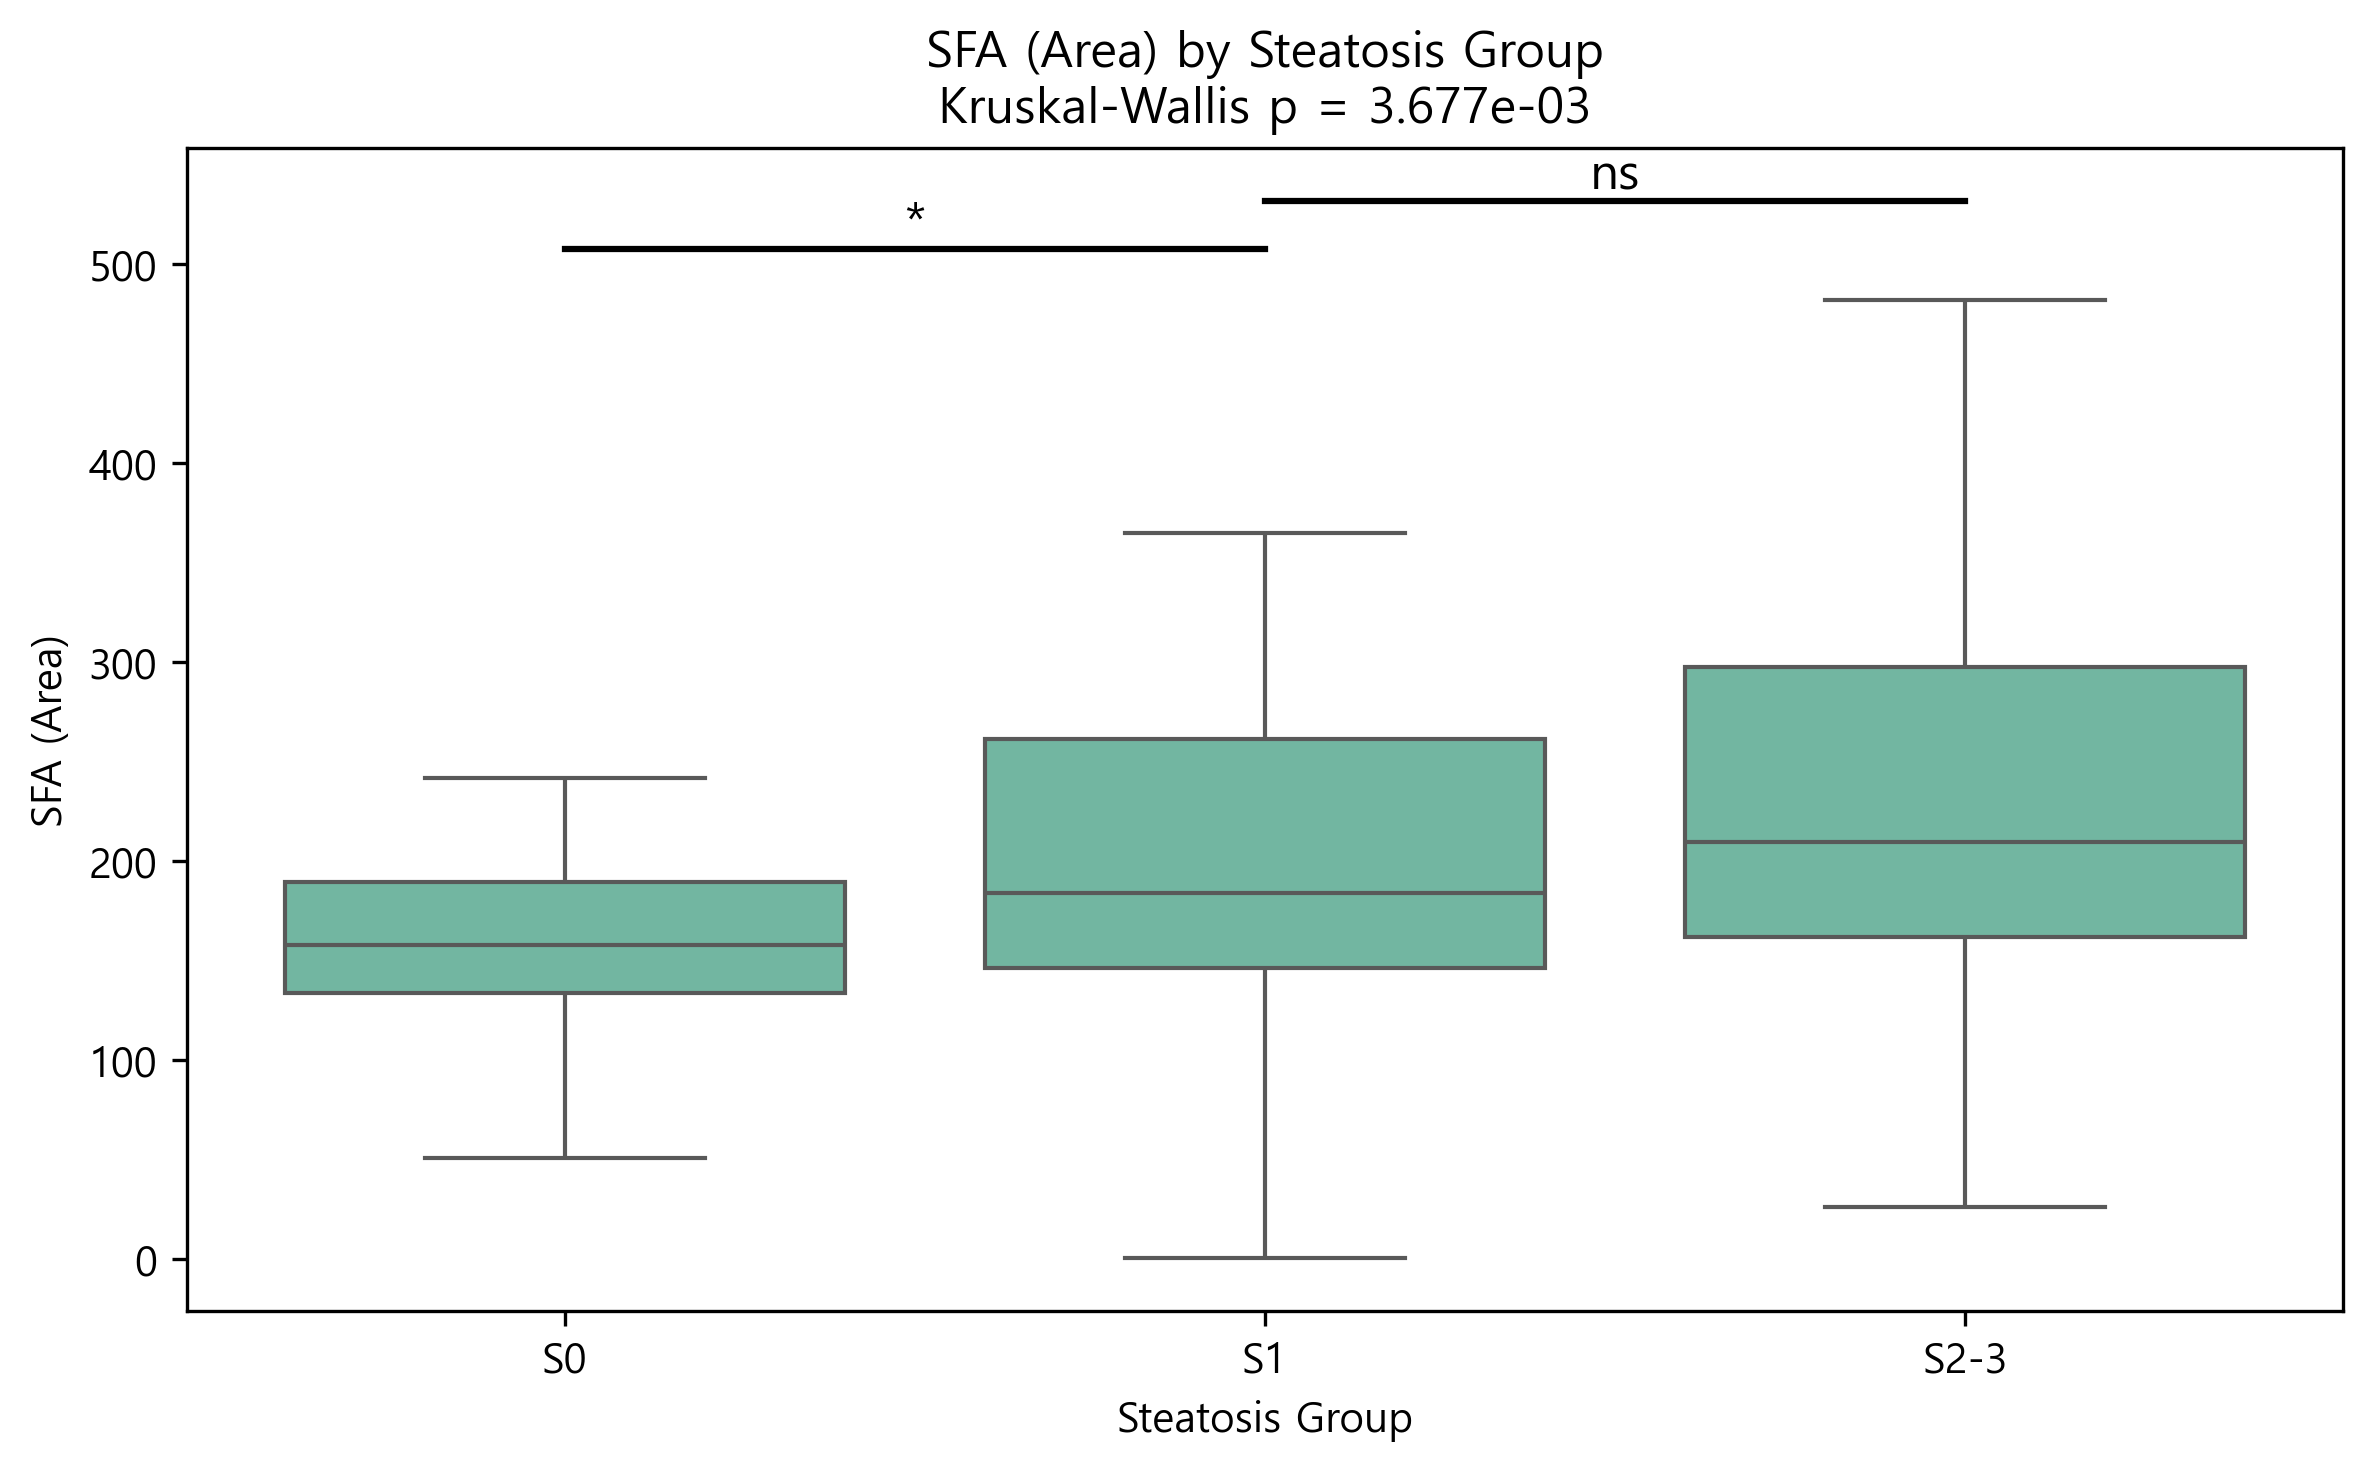 SFA (Area) by Steatosis Group
Kruskal-Wallis p = 3.677e-03
ns
*
500
400
300
200
100
0
SFA (Area)
S0
S1
S2-3
Steatosis Group